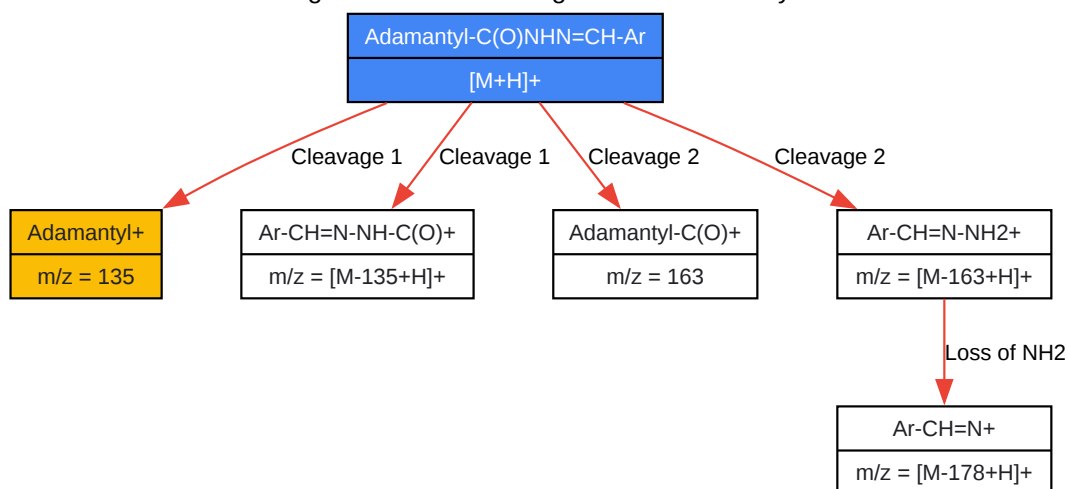 Adamantyl-C(O)NHN=CH-Ar
[M+H]+
Cleavage 1
Cleavage 1
Cleavage 2
Cleavage 2
Adamantyl+
m/z = 135
Ar-CH=N-NH-C(O)+
m/z = [M-135+H]+
Adamantyl-C(O)+
m/z = 163
Ar-CH=N-NH2+
m/z = [M-163+H]+
Loss of NH2
Ar-CH=N+
m/z = [M-178+H]+